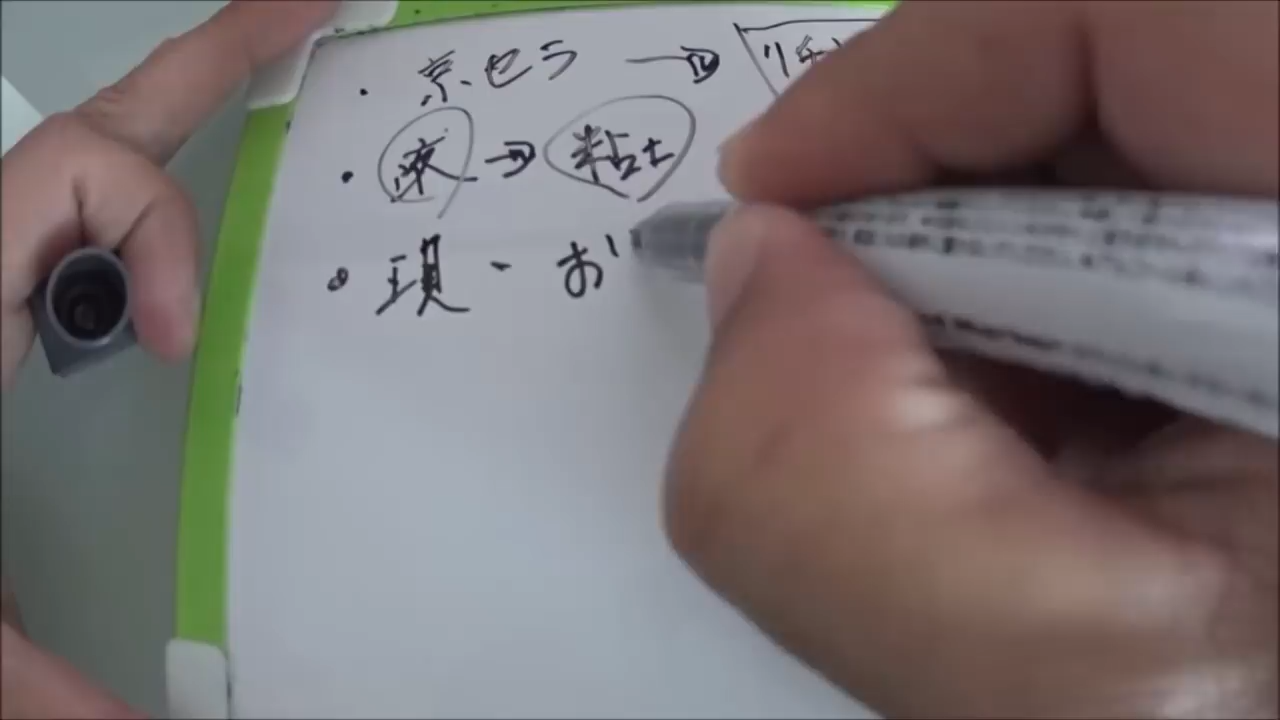 ・京セラ → リチ
・液 → 粘土
・現 - お